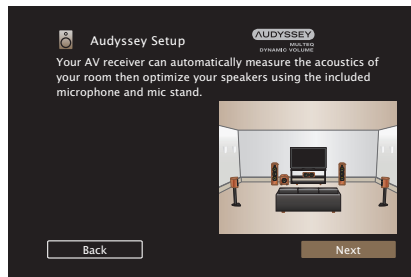 Audyssey Setup
AUDYSSEY
MULTEQ
DYNAMIC VOLUME
Your AV receiver can automatically measure the acoustics of
your room then optimize your speakers using the included
microphone and mic stand.
Back
Next